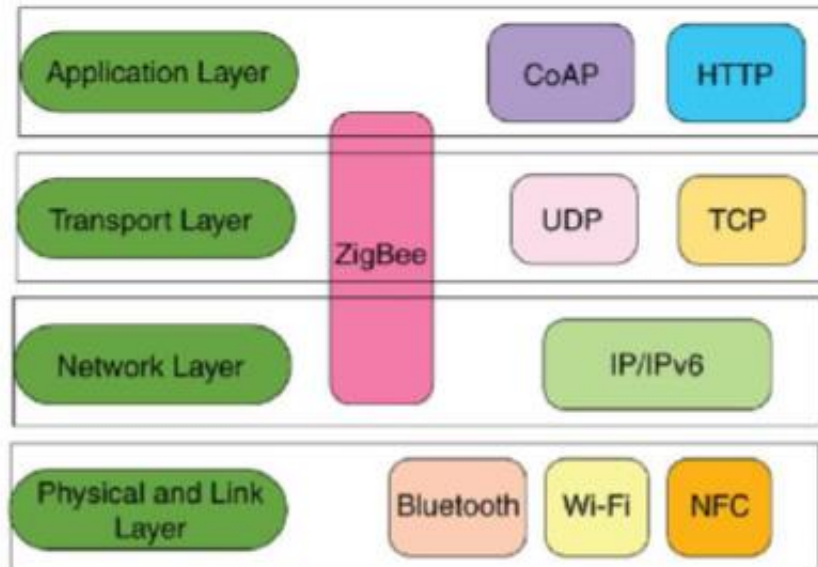 Application Layer
CoAP
HTTP
Transport Layer
ZigBee
UDP
TCP
Network Layer
IP/IPv6
Physical and Link
Layer
Bluetooth
Wi-Fi
NFC